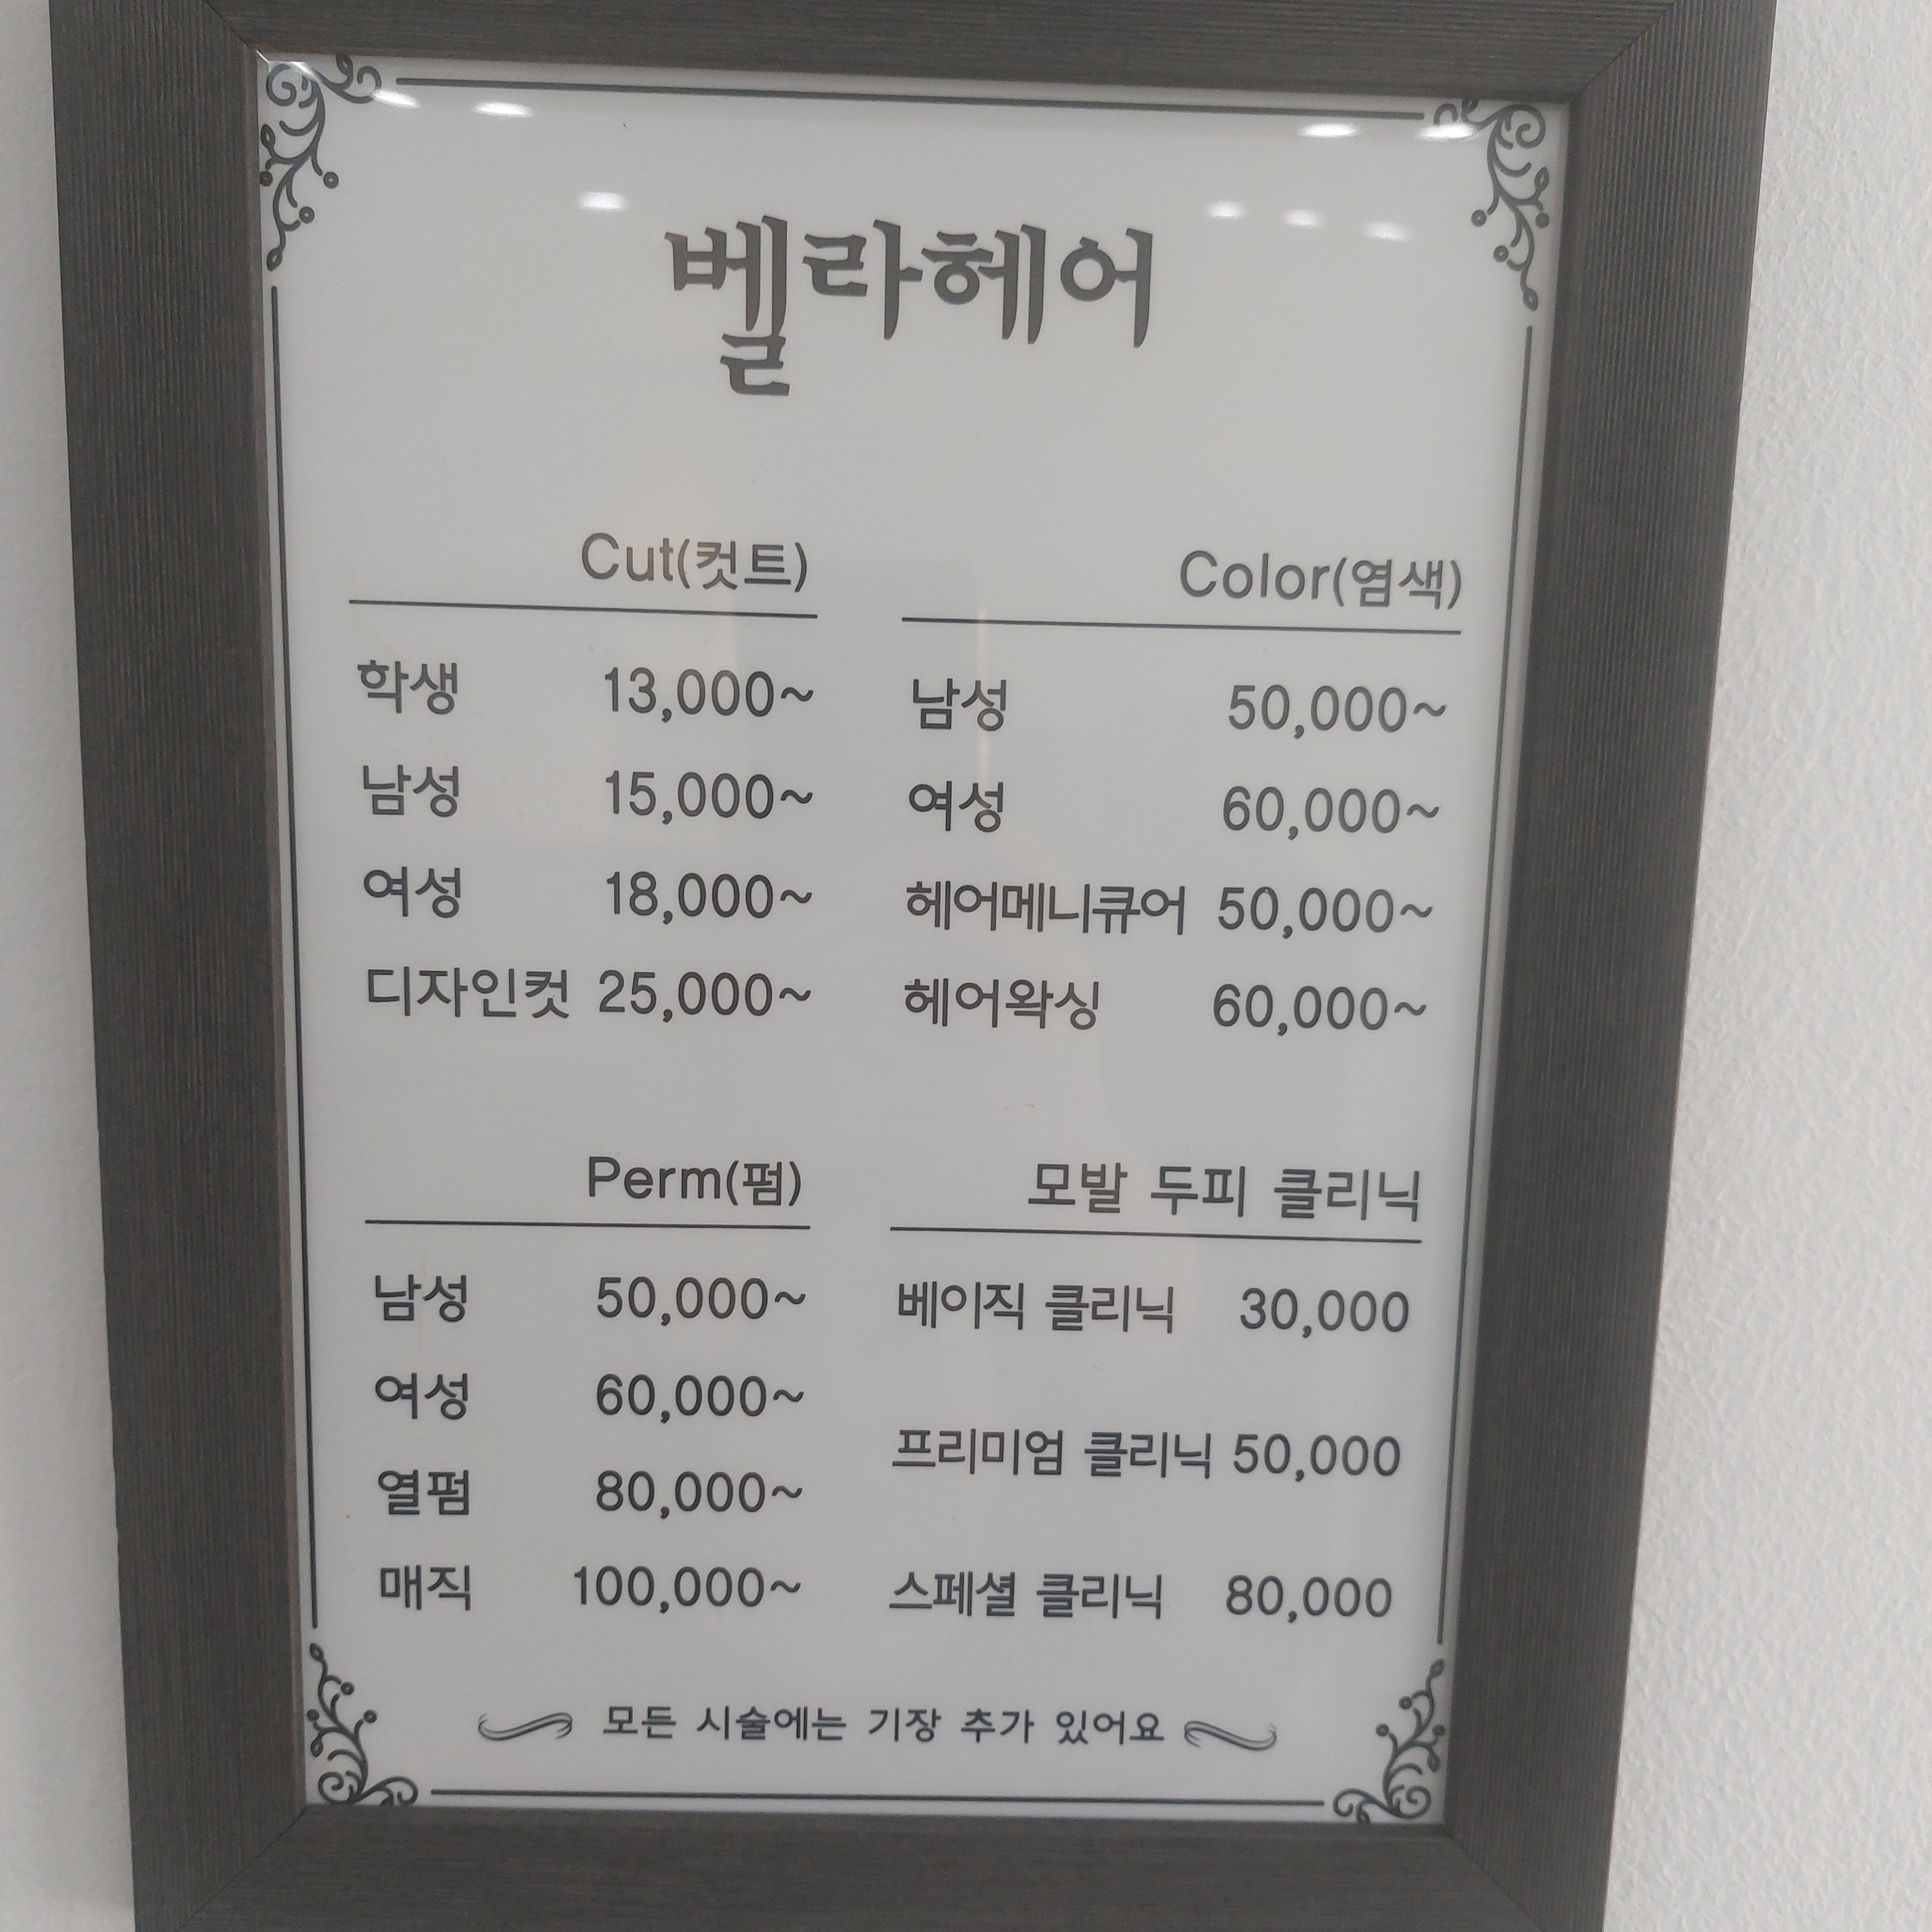 벨라헤어
Cut(컷트)
학생 13,000~
남성 15,000~
여성 18,000~
디자인컷 25,000~
Color(염색)
남성 50,000~
여성 60,000~
헤어메니큐어 50,000~
헤어왁싱 60,000~
Perm(펌)
남성 50,000~
여성 60,000~
열펌 80,000~
매직 100,000~
모발 두피 클리닉
베이직 클리닉 30,000
프리미엄 클리닉 50,000
스페셜 클리닉 80,000
모든 시술에는 기장 추가 있어요